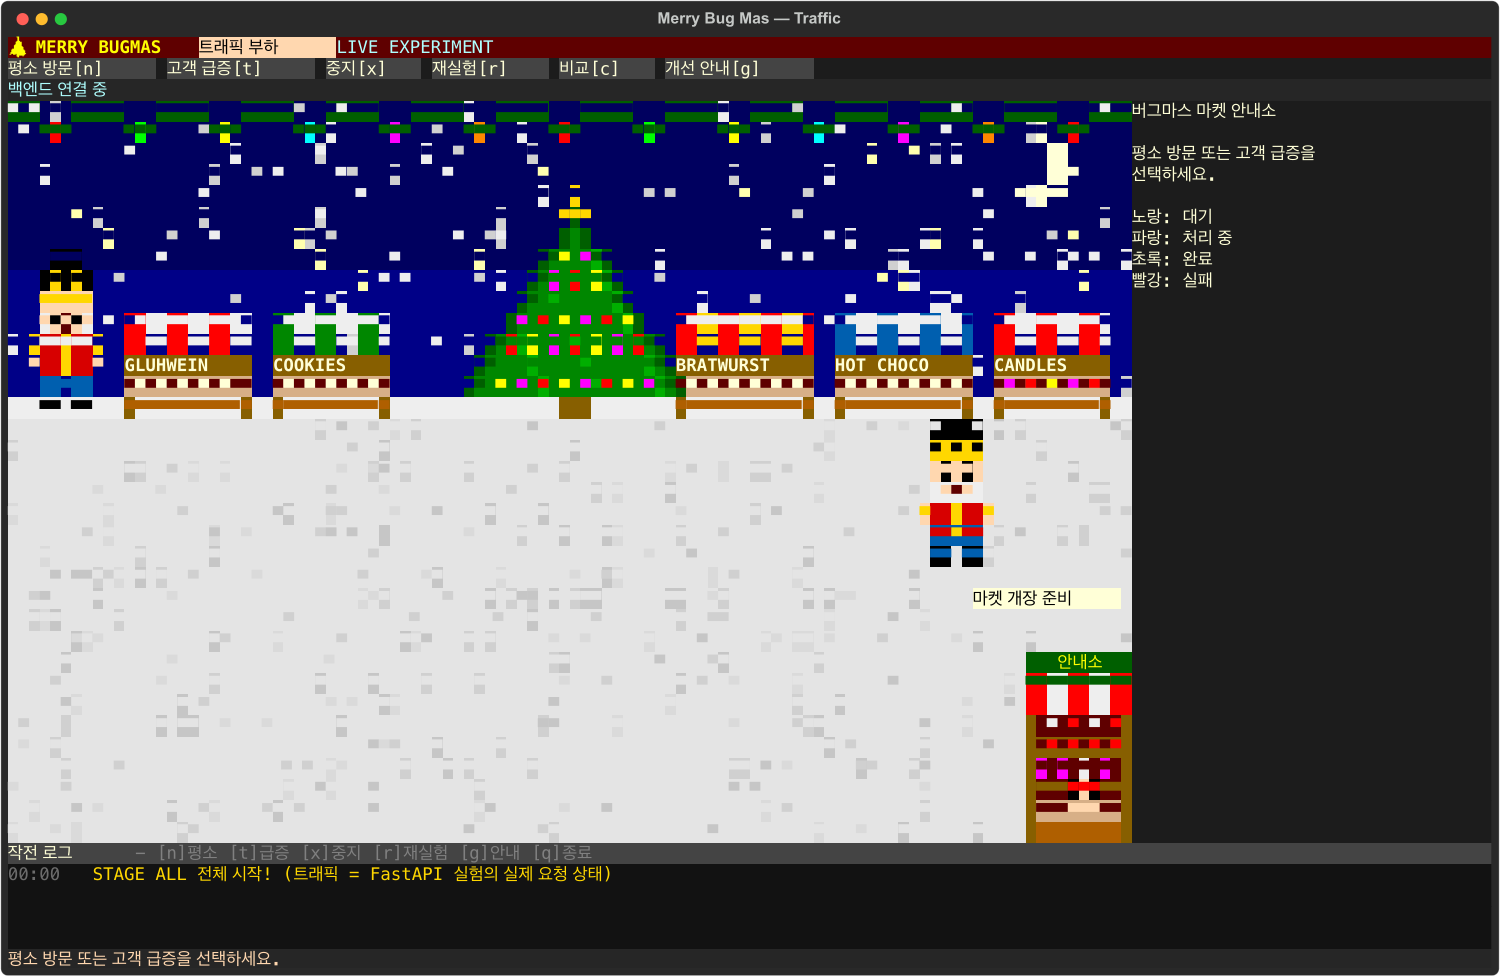 Merry Bug Mas — Traffic
MERRY BUGMAS 트래픽 부하 LIVE EXPERIMENT
평소 방문[n] 고객 급증[t] 중지[x] 재실험[r] 비교[c] 개선 안내[g]
백엔드 연결 중
버그마스 마켓 안내소
평소 방문 또는 고객 급증을
선택하세요.
노랑: 대기
파랑: 처리 중
초록: 완료
빨강: 실패
GLUHWEIN COOKIES BRATWURST HOT CHOCO CANDLES
마켓 개장 준비
안내소
작전 로그 — [n]평소 [t]급증 [x]중지 [r]재실험 [g]안내 [q]종료
00:00 STAGE ALL 전체 시작! (트래픽 = FastAPI 실험의 실제 요청 상태)
평소 방문 또는 고객 급증을 선택하세요.